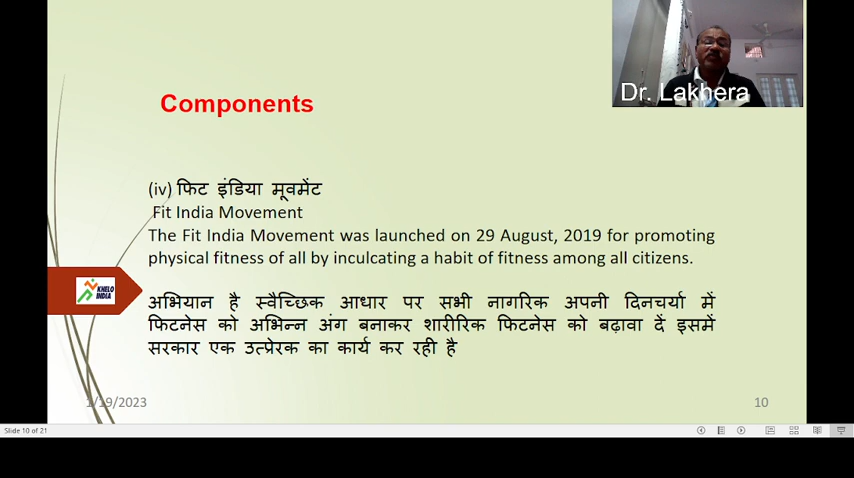 Dr. Lakhera
Components
(iv) फिट इंडिया मूवमेंट
Fit India Movement
The Fit India Movement was launched on 29 August, 2019 for promoting
physical fitness of all by inculcating a habit of fitness among all citizens.
KHELO
INDIA
अभियान है स्वैच्छिक आधार पर सभी नागरिक अपनी दिनचर्या में
फिटनेस को अभिन्न अंग बनाकर शारीरिक फिटनेस को बढ़ावा दें इसमें
सरकार एक उत्प्रेरक का कार्य कर रही है
1/19/2023
10
Slide 10 of 21